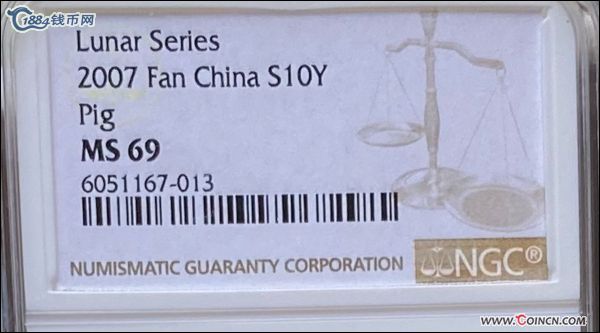 1884钱币网
Lunar Series
2007 Fan China S10Y
Pig
MS 69
6051167-013
NUMISMATIC GUARANTY CORPORATION
NGC®
WWW.COINCN.COM